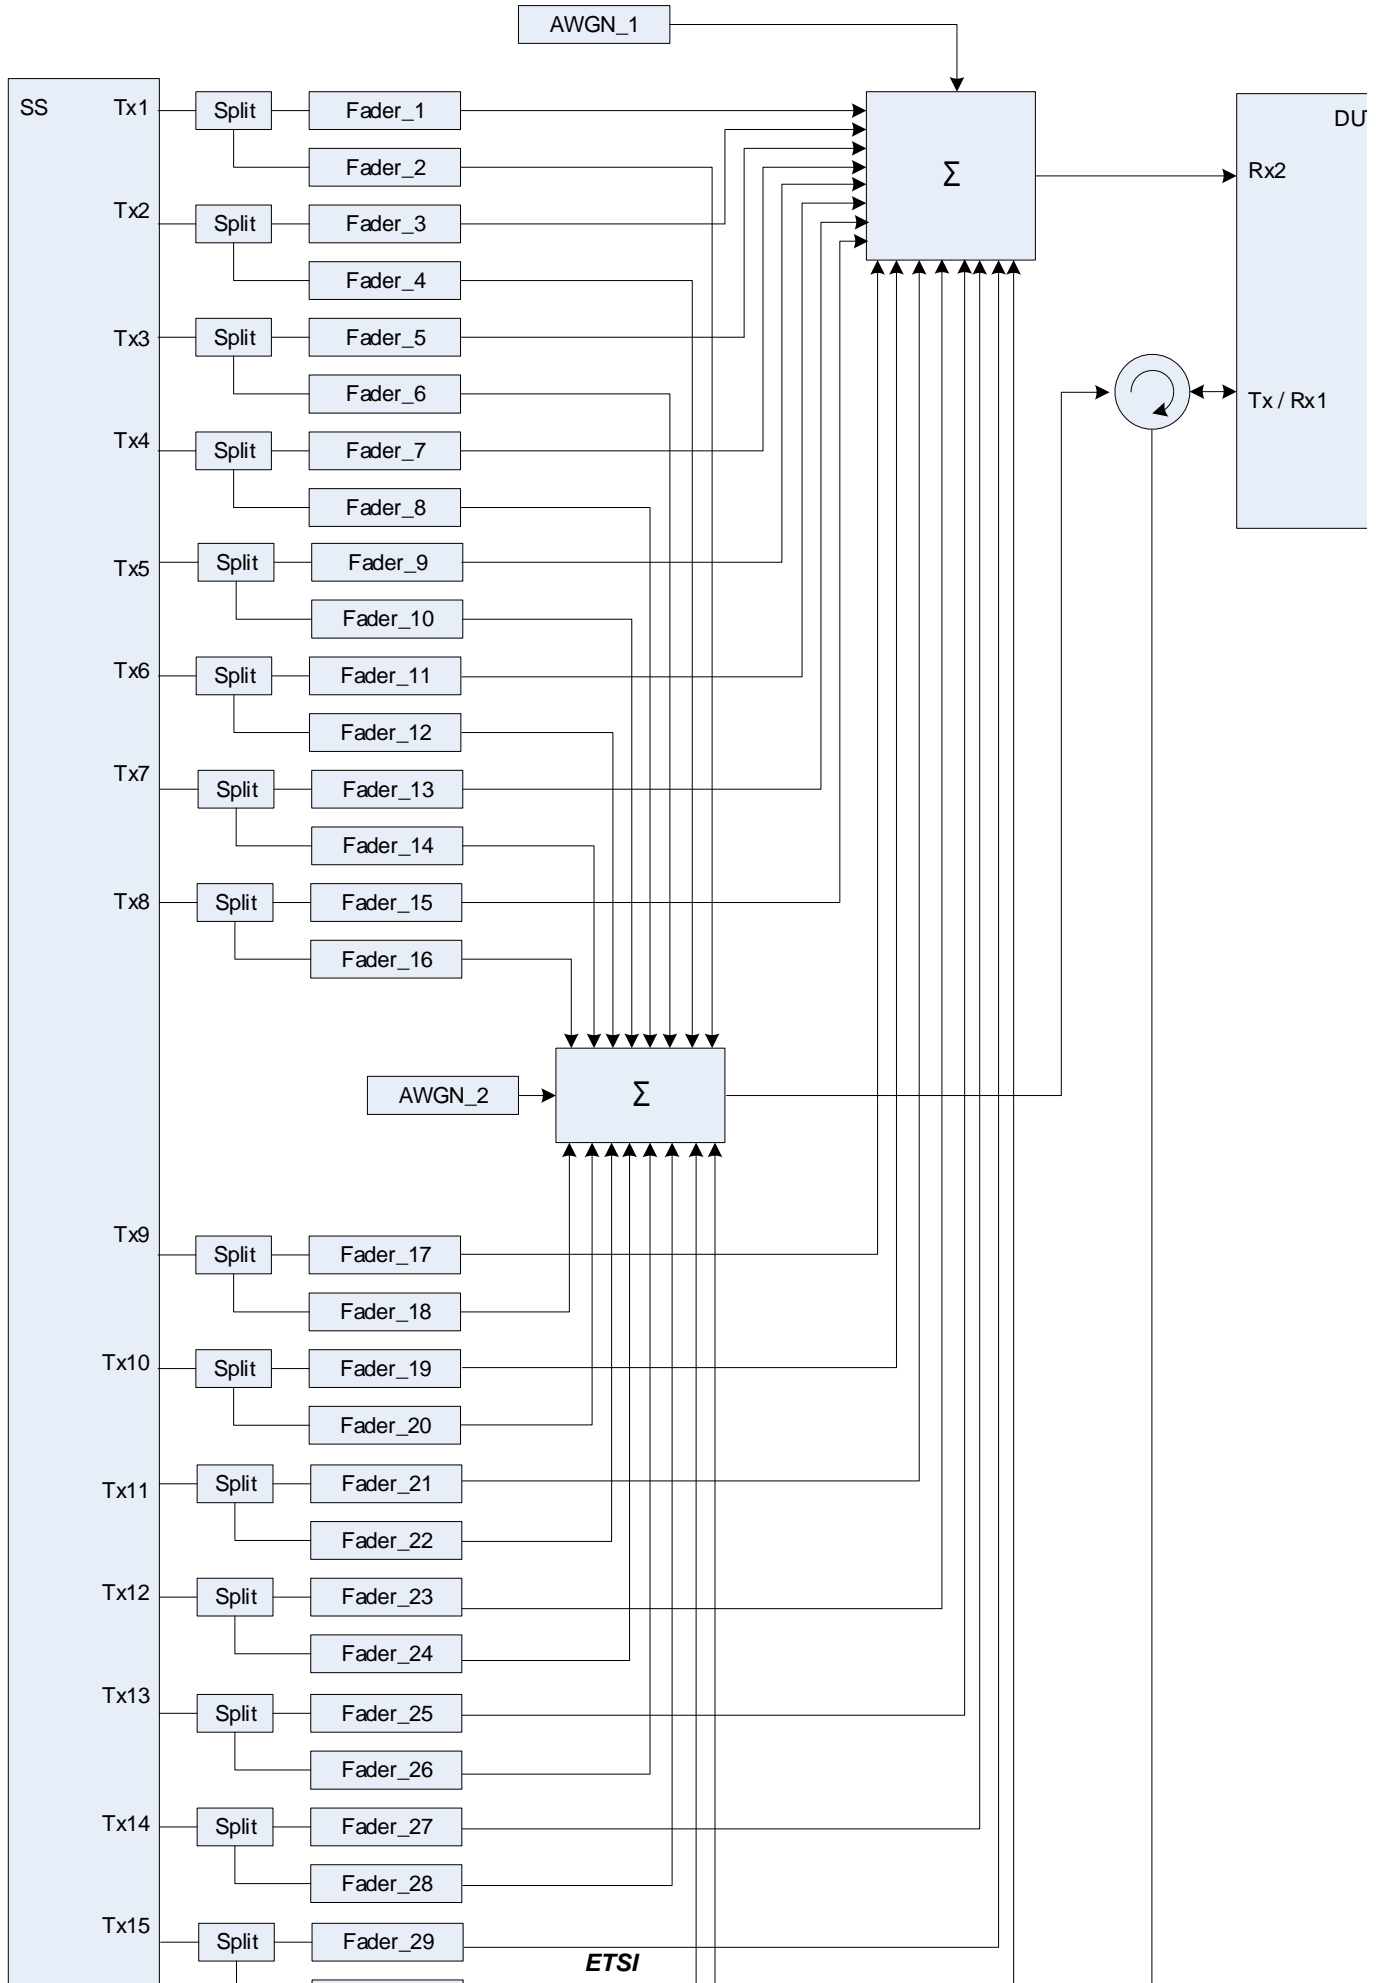 AWGN_1
SS Tx1 Split Fader_1
DU
Σ
Rx2
Fader_2
Tx2 Split Fader_3
Fader_4
Tx3 Split Fader_5
Fader_6
Tx / Rx1
Tx4 Split Fader_7
Fader_8
Tx5 Split Fader_9
Fader_10
Tx6 Split Fader_11
Fader_12
Tx7 Split Fader_13
Fader_14
Tx8 Split Fader_15
Fader_16
AWGN_2 Σ
Tx9 Split Fader_17
Fader_18
Tx10 Split Fader_19
Fader_20
Tx11 Split Fader_21
Fader_22
Tx12 Split Fader_23
Fader_24
Tx13 Split Fader_25
Fader_26
Tx14 Split Fader_27
Fader_28
Tx15 Split Fader_29
ETSI